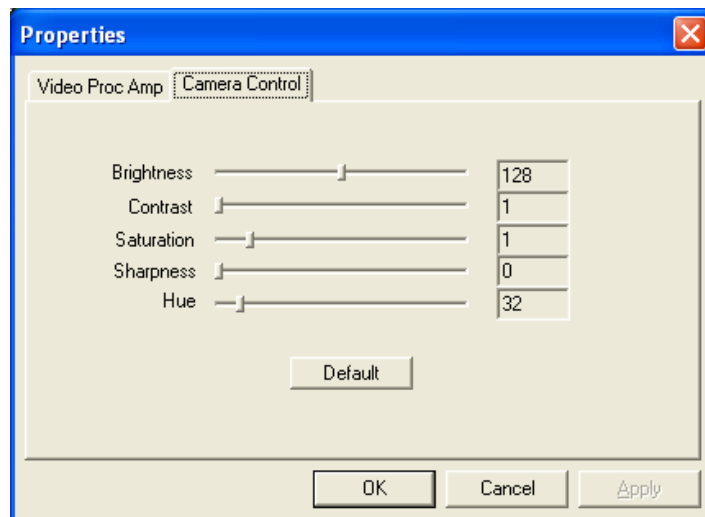 Properties
Video Proc Amp Camera Control
Brightness 128
Contrast 1
Saturation 1
Sharpness 0
Hue 32
Default
OK Cancel Apply